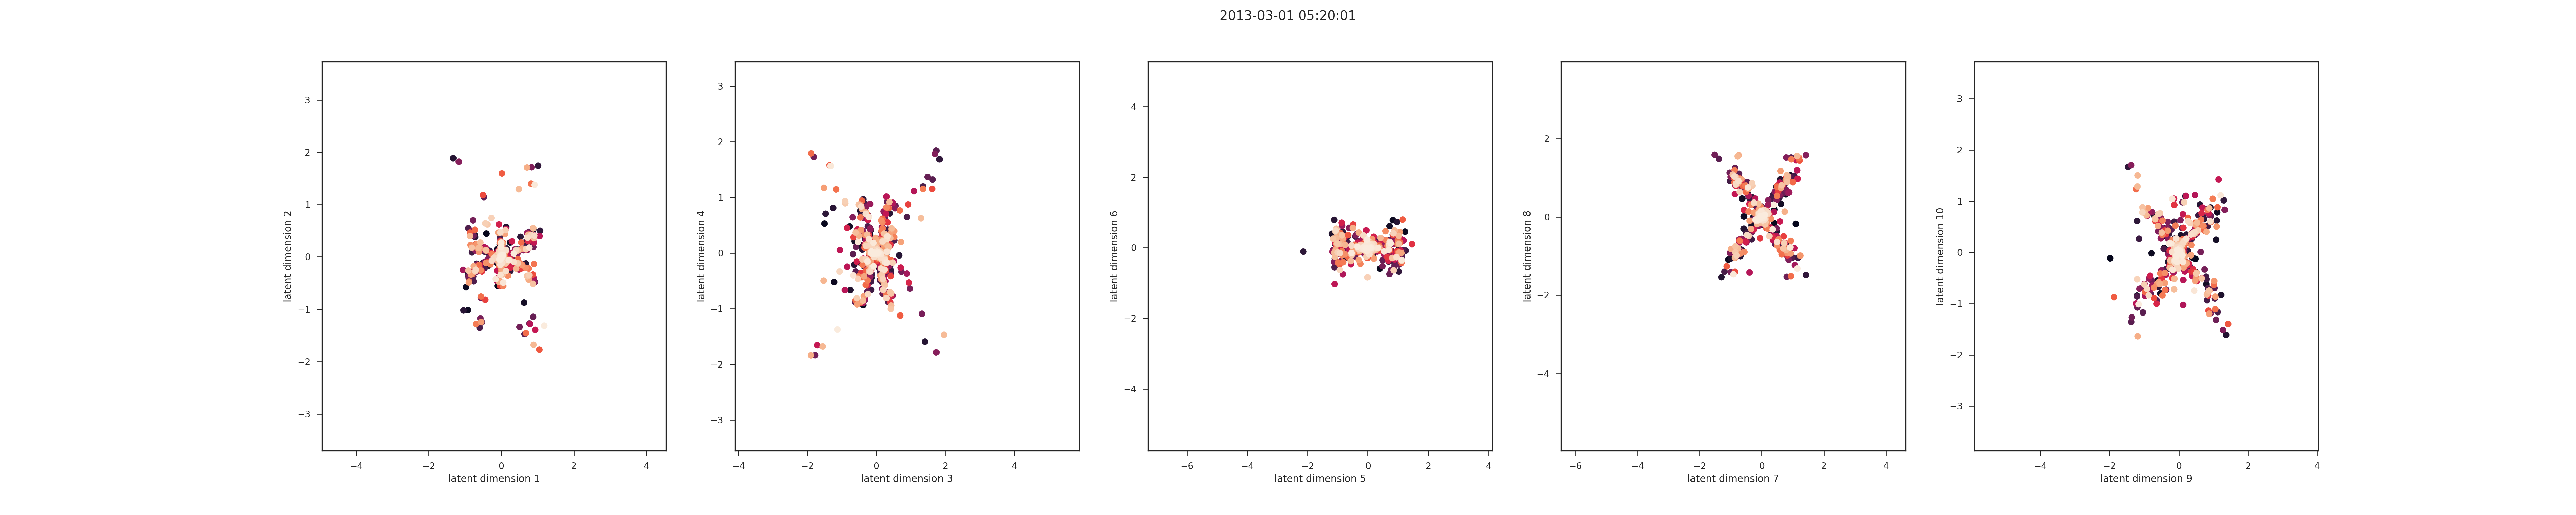 2013-03-01 05:20:01
latent dimension 2
3
2
1
0
−1
−2
−3
−4 −2 0 2 4
latent dimension 1
latent dimension 4
3
2
1
0
−1
−2
−3
−4 −2 0 2 4
latent dimension 3
latent dimension 6
4
2
0
−2
−4
−6 −4 −2 0 2 4
latent dimension 5
latent dimension 8
2
0
−2
−4
−6 −4 −2 0 2 4
latent dimension 7
latent dimension 10
3
2
1
0
−1
−2
−3
−4 −2 0 2 4
latent dimension 9